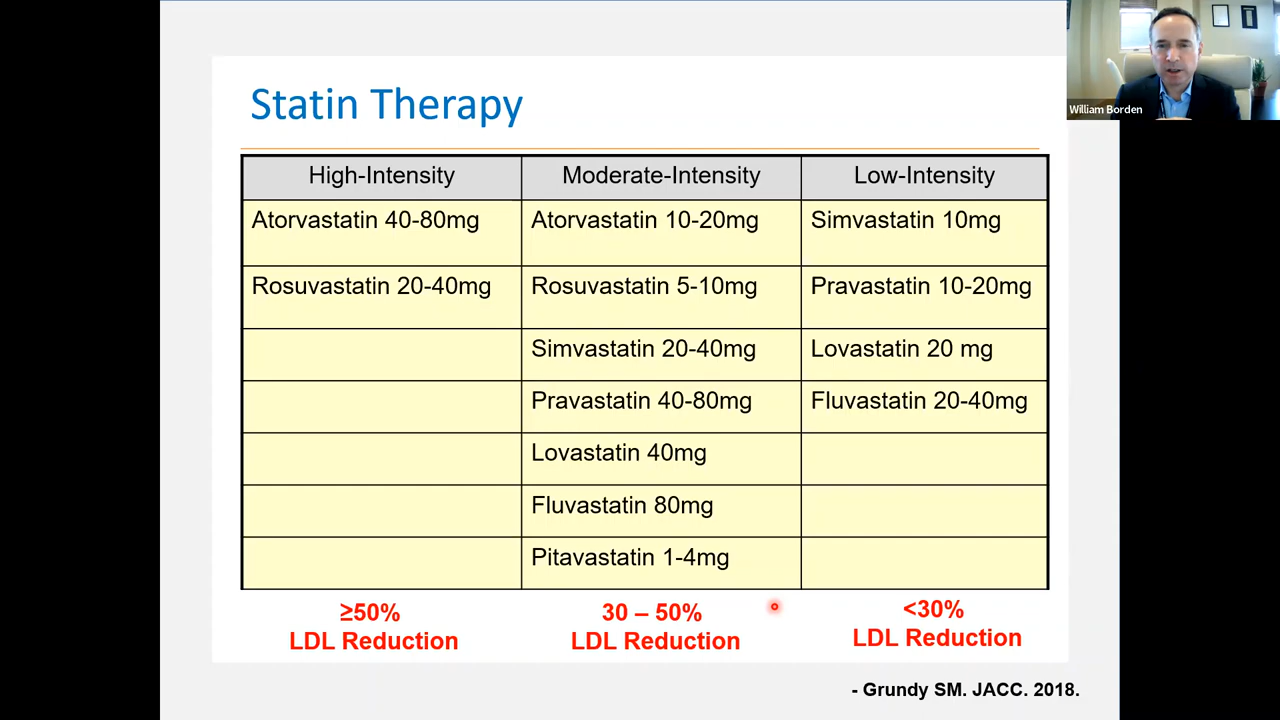 William Borden
Statin Therapy
High-Intensity Moderate-Intensity Low-Intensity
Atorvastatin 40-80mg Atorvastatin 10-20mg Simvastatin 10mg
Rosuvastatin 20-40mg Rosuvastatin 5-10mg Pravastatin 10-20mg
Simvastatin 20-40mg Lovastatin 20 mg
Pravastatin 40-80mg Fluvastatin 20-40mg
Lovastatin 40mg
Fluvastatin 80mg
Pitavastatin 1-4mg
≥50% 30 – 50% <30%
LDL Reduction LDL Reduction LDL Reduction
- Grundy SM. JACC. 2018.